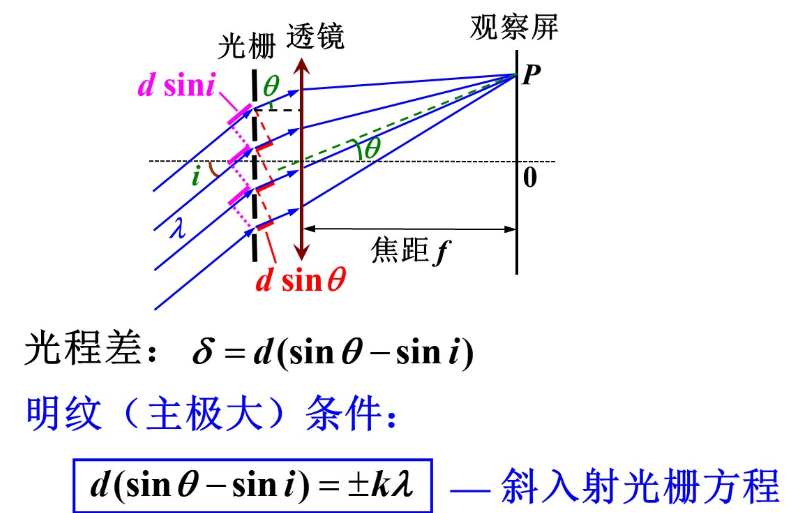 光栅 透镜 观察屏
d sini θ P
θ
i 0
λ
焦距 f
d sinθ
光程差： δ = d(sinθ − sin i)
明纹（主极大）条件：
d(sinθ − sin i) = ±kλ — 斜入射光栅方程